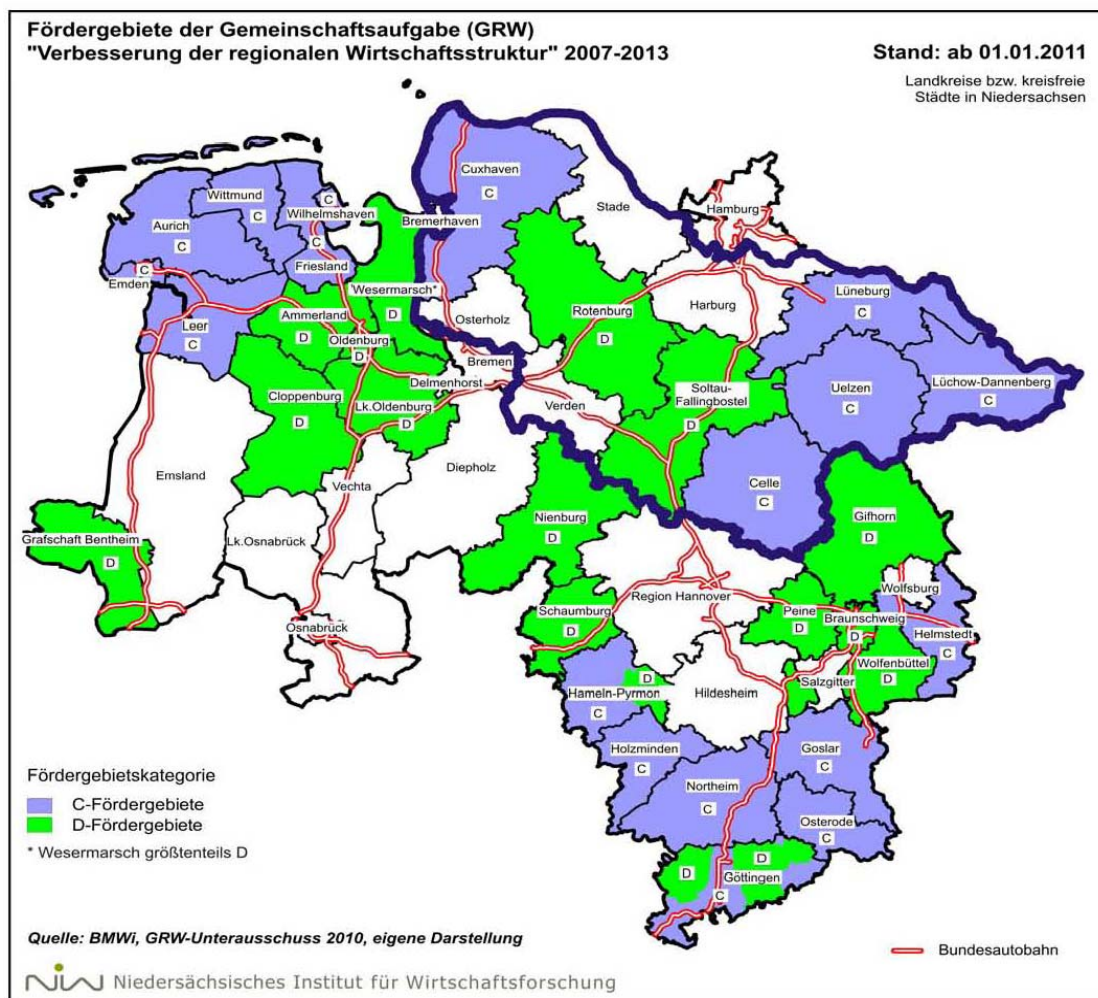 Fördergebiete der Gemeinschaftsaufgabe (GRW)
"Verbesserung der regionalen Wirtschaftsstruktur" 2007-2013
Stand: ab 01.01.2011
Landkreise bzw. kreisfreie
Städte in Niedersachsen
Cuxhaven
C
Stade
Hamburg
Wittmund
C
C
Wilhelmshaven
C
Aurich
C
Bremerhaven
Friesland
C
Emden
Wesermarsch*
D
Harburg
Lüneburg
C
Leer
C
Ammerland
D
Osterholz
Rotenburg
D
Oldenburg
D
Bremen
Delmenhorst
Cloppenburg
D
Lk.Oldenburg
D
Verden
Soltau-
Fallingbostel
D
Uelzen
C
Lüchow-Dannenberg
C
Emsland
Vechta
Diepholz
Celle
C
Nienburg
D
Gifhorn
D
Grafschaft Bentheim
D
Lk.Osnabrück
Wolfsburg
Region Hannover
Schaumburg
D
Peine
D
Braunschweig
D
Helmstedt
C
Osnabrück
Wolfenbüttel
D
Salzgitter
D
Hameln-Pyrmon
C
Hildesheim
Holzminden
C
Goslar
C
Northeim
C
Osterode
C
D
D
Göttingen
C
Fördergebietskategorie
C-Fördergebiete
D-Fördergebiete
* Wesermarsch größtenteils D
Quelle: BMWi, GRW-Unterausschuss 2010, eigene Darstellung
Bundesautobahn
NIW Niedersächsisches Institut für Wirtschaftsforschung